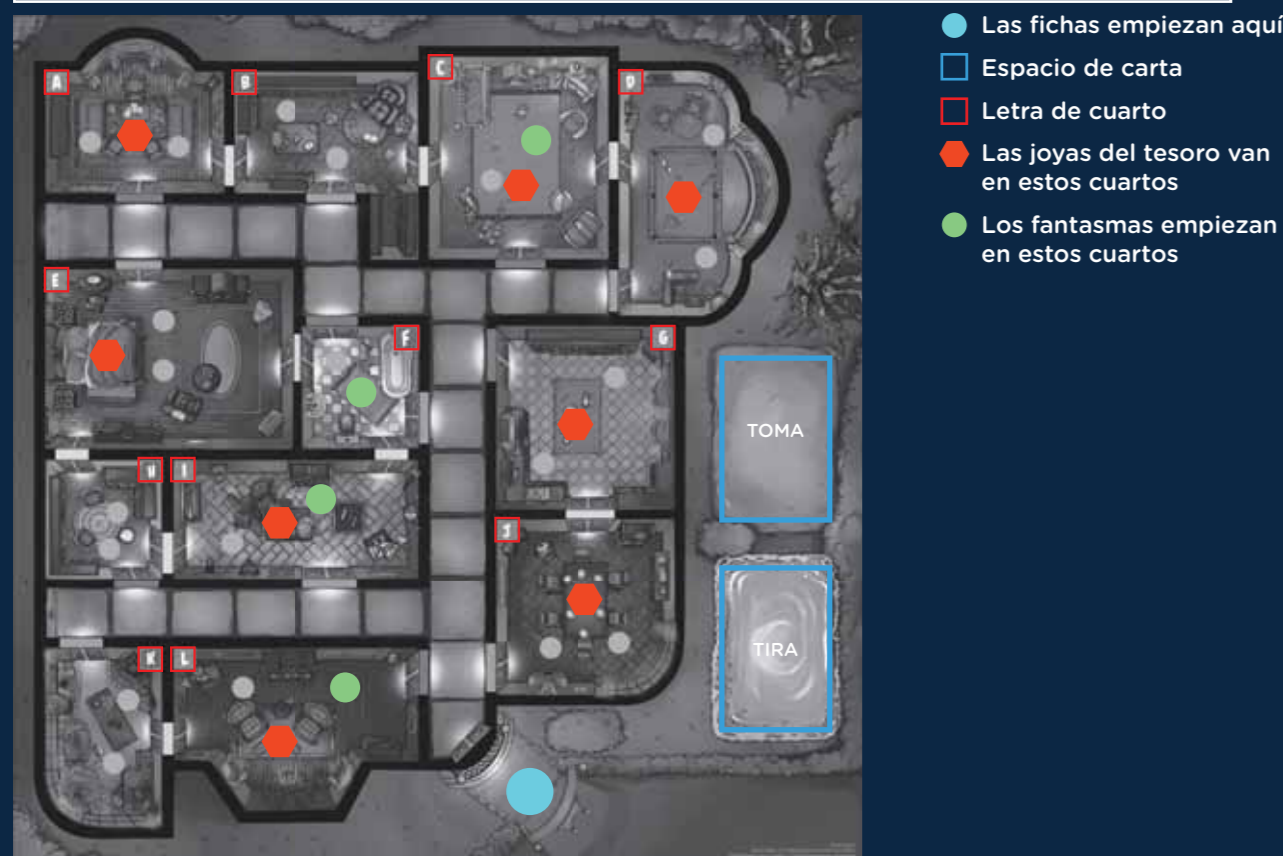 Las fichas empiezan aquí
Espacio de carta
Letra de cuarto
Las joyas del tesoro van
en estos cuartos
Los fantasmas empiezan
en estos cuartos
A
B
C
D
E
F
G
TOMA
H
I
J
TIRA
K
L